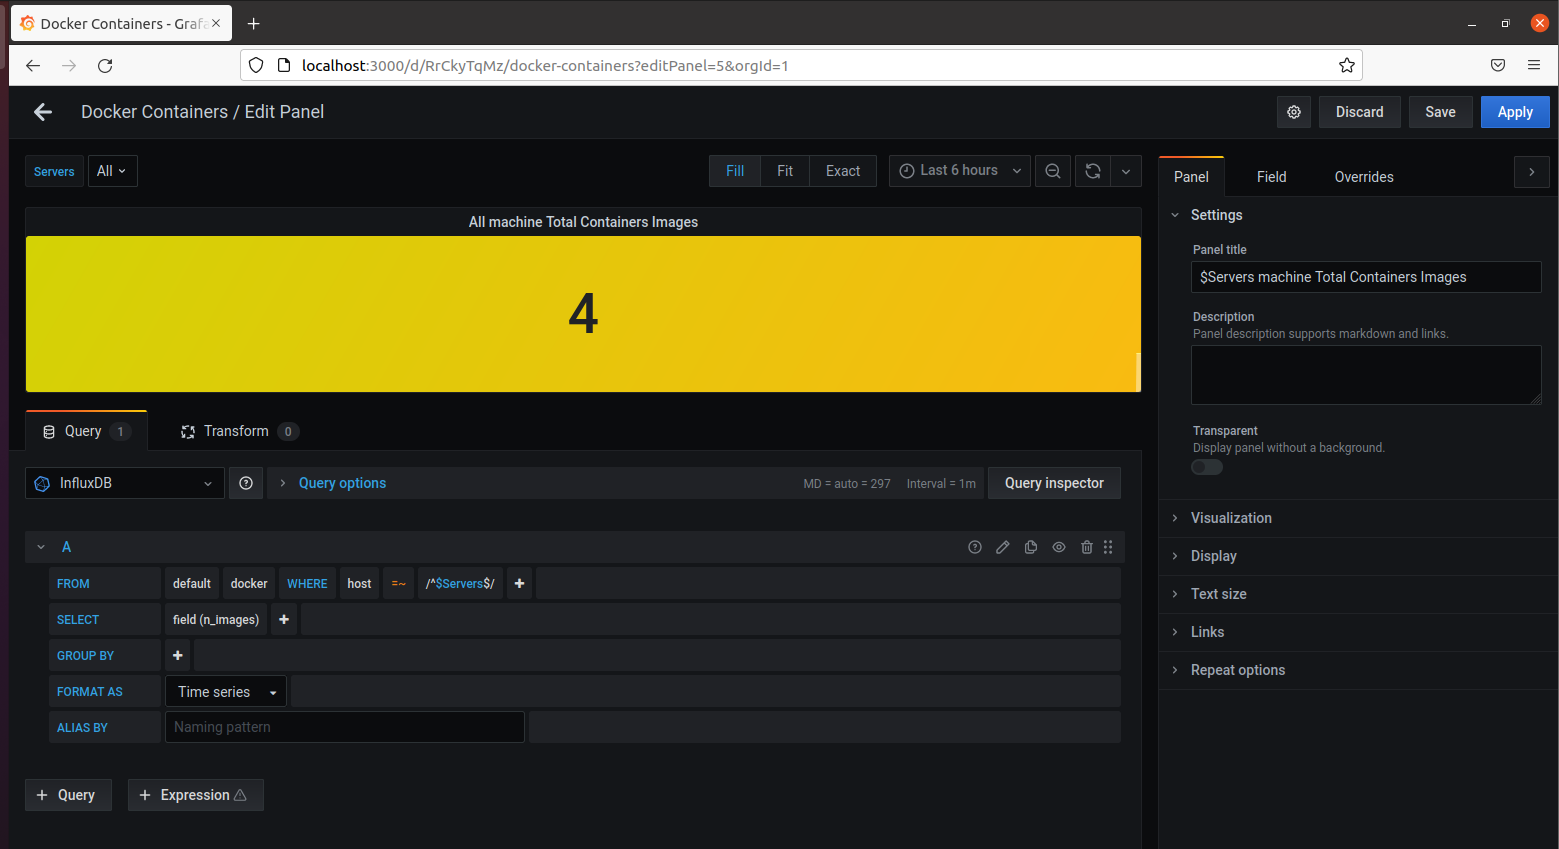 Docker Containers - Grafa
localhost:3000/d/RrCkyTqMz/docker-containers?editPanel=5&orgId=1
Docker Containers / Edit Panel
Discard
Save
Apply
Servers
All
Fill
Fit
Exact
Last 6 hours
Panel
Field
Overrides
All machine Total Containers Images
4
Settings
Panel title
$Servers machine Total Containers Images
Description
Panel description supports markdown and links.
Transparent
Display panel without a background.
Visualization
Display
Text size
Links
Repeat options
Query 1
Transform 0
InfluxDB
Query options
MD = auto = 297
Interval = 1m
Query inspector
A
FROM default docker WHERE host =~ /^$Servers$/ +
SELECT field (n_images) +
GROUP BY +
FORMAT AS Time series
ALIAS BY Naming pattern
+ Query
+ Expression